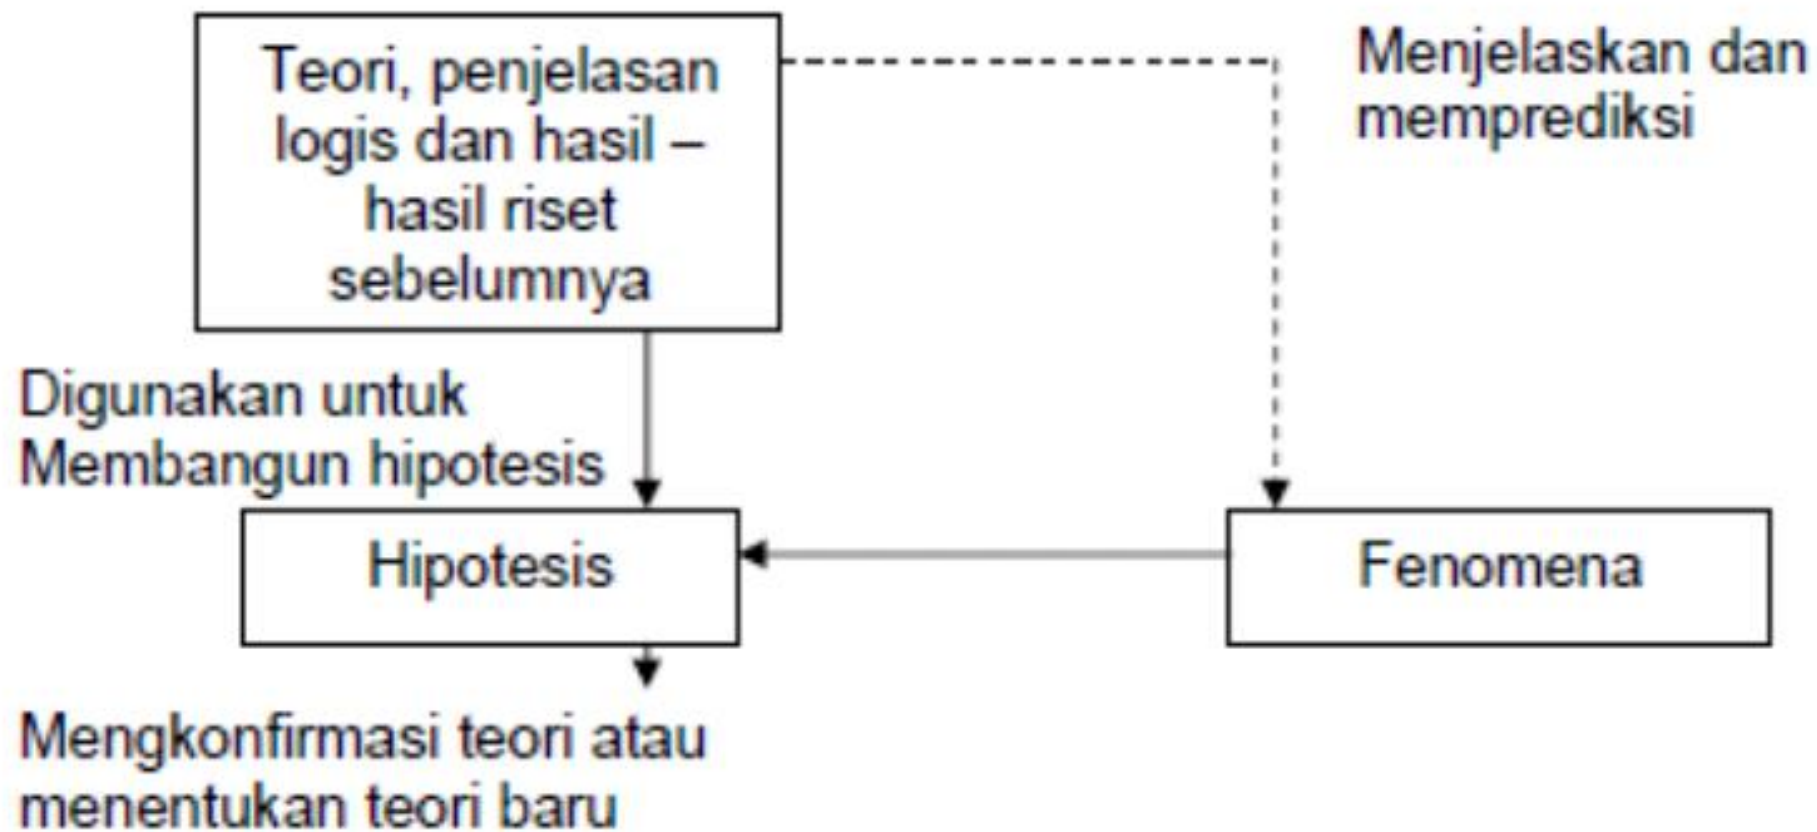 Teori, penjelasan
logis dan hasil –
hasil riset
sebelumnya
Menjelaskan dan
memprediksi
Digunakan untuk
Membangun hipotesis
Hipotesis
Fenomena
Mengkonfirmasi teori atau
menentukan teori baru